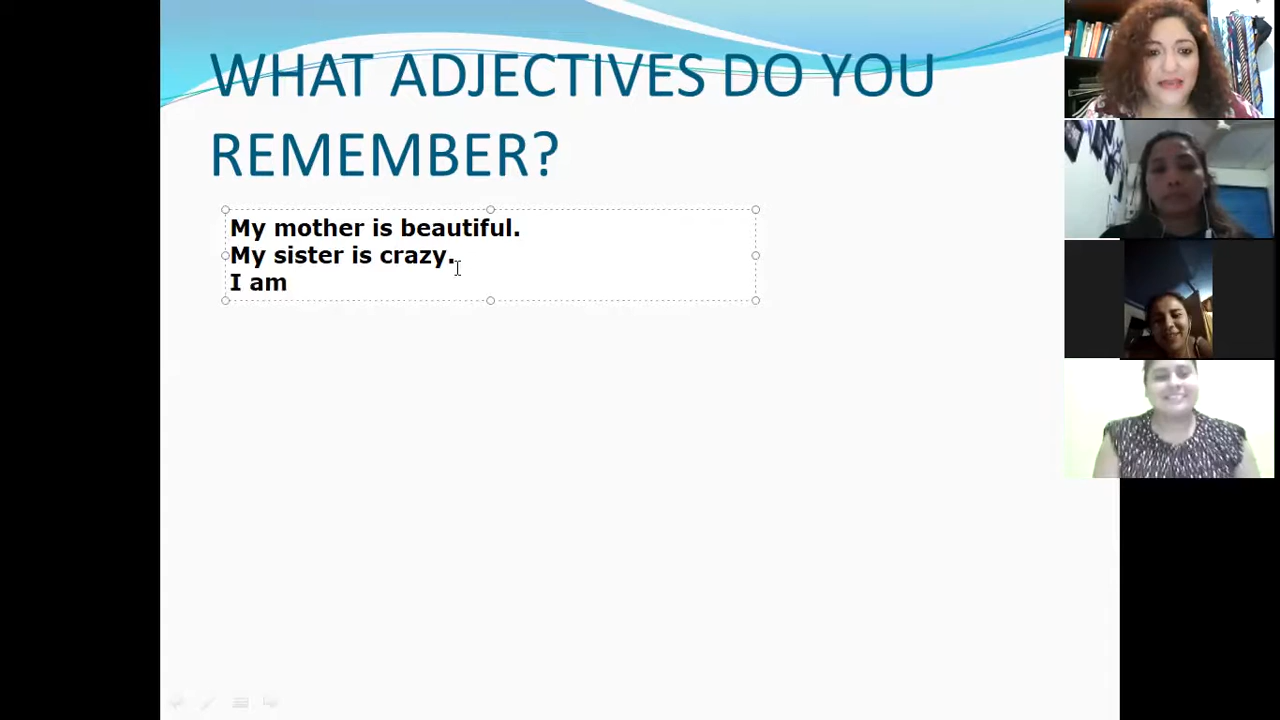 WHAT ADJECTIVES DO YOU
REMEMBER?
My mother is beautiful.
My sister is crazy.
I am